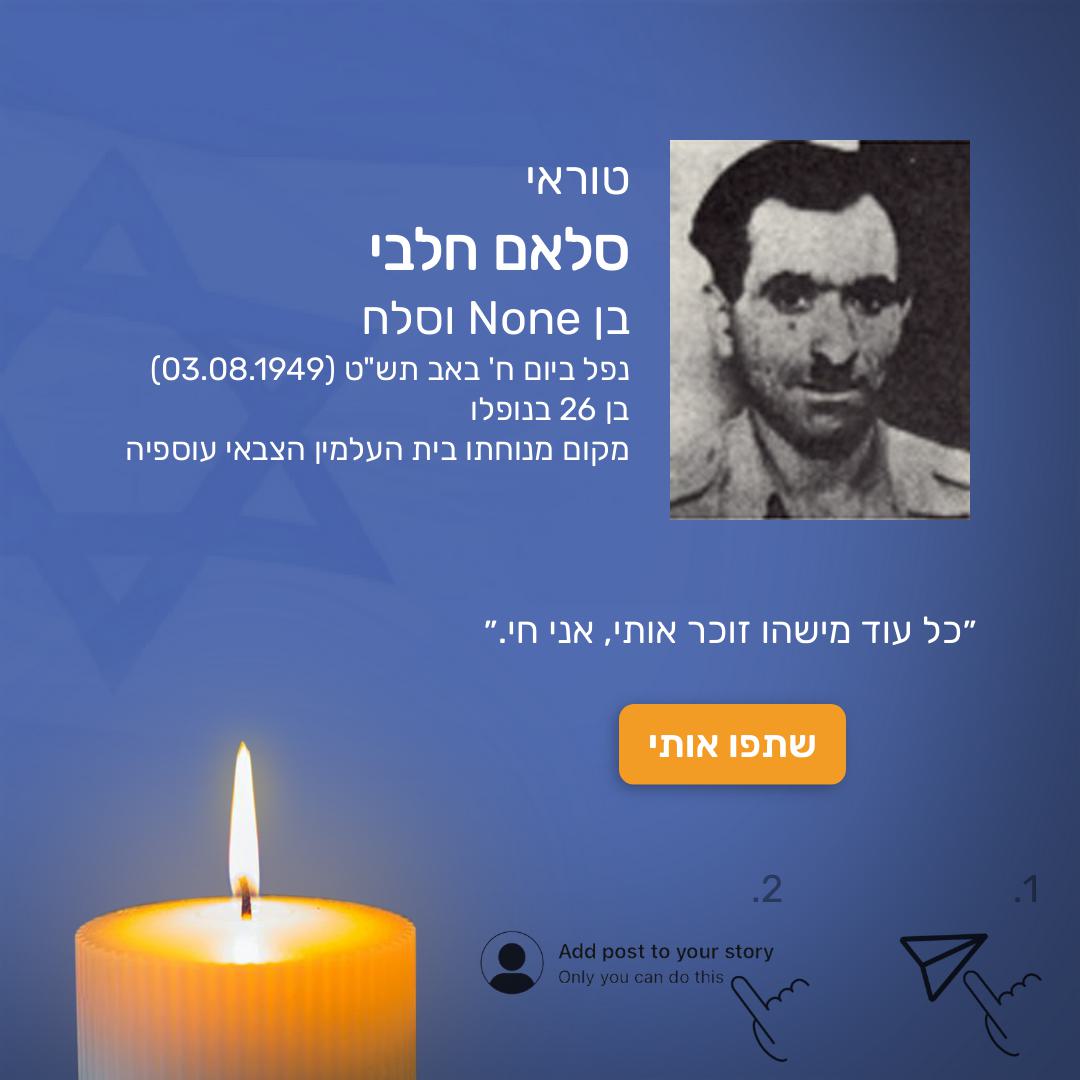 טוראי
סלאם חלבי
בן None וסלח
נפל ביום ח' באב תש"ט (03.08.1949)
בן 26 בנופלו
מקום מנוחתו בית העלמין הצבאי עוספיה
״כל עוד מישהו זוכר אותי, אני חי.״
שתפו אותי
.1
.2
Add post to your story
Only you can do this